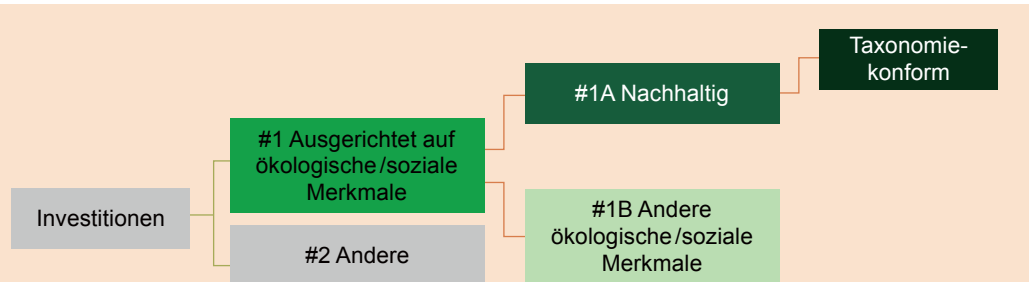 Investitionen
#1 Ausgerichtet auf
ökologische/soziale
Merkmale
#2 Andere
#1A Nachhaltig
Taxonomie-
konform
#1B Andere
ökologische/soziale
Merkmale